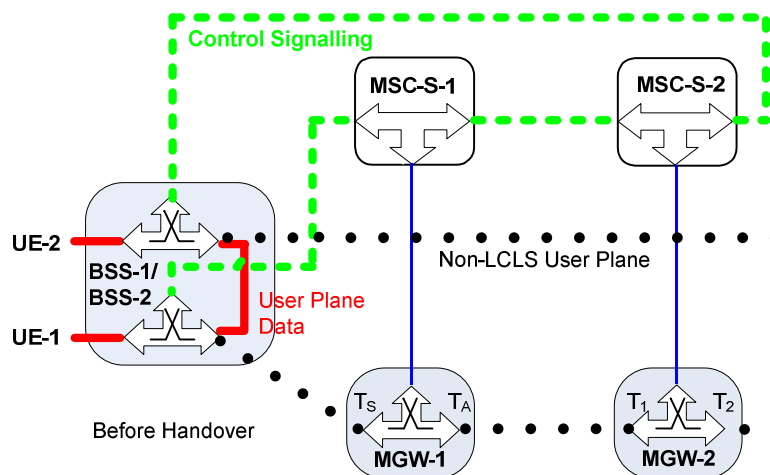 Control Signalling
MSC-S-1
MSC-S-2
UE-2
BSS-1/
BSS-2
Non-LCLS User Plane
User Plane
Data
UE-1
TS
TA
T1
T2
Before Handover
MGW-1
MGW-2